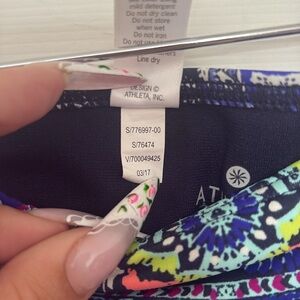 mild detergent
Do not dry clean
Do not store
when wet
Do not iron
Line dry
DESIGN ©
ATHLETA, INC.
S/776997-00
S/76474
V/700049425
03/17
AT